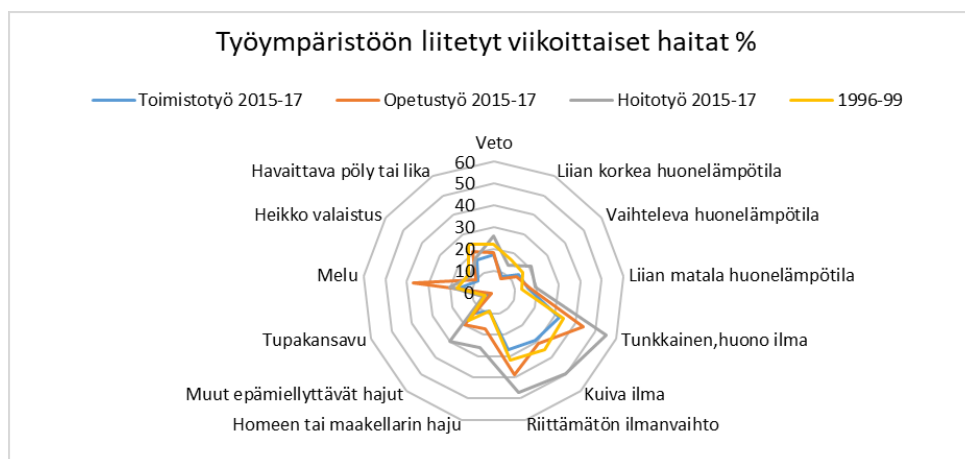 Työympäristöön liitetyt viikoittaiset haitat %
Toimistotyö 2015-17
Opetustyö 2015-17
Hoitotyö 2015-17
1996-99
Veto
Liian korkea huonelämpötila
Vaihteleva huonelämpötila
Liian matala huonelämpötila
Tunkkainen,huono ilma
Kuiva ilma
Riittämätön ilmanvaihto
Homeen tai maakellarin haju
Muut epämiellyttävät hajut
Tupakansavu
Melu
Heikko valaistus
Havaittava pöly tai lika
60
50
40
30
20
10
0